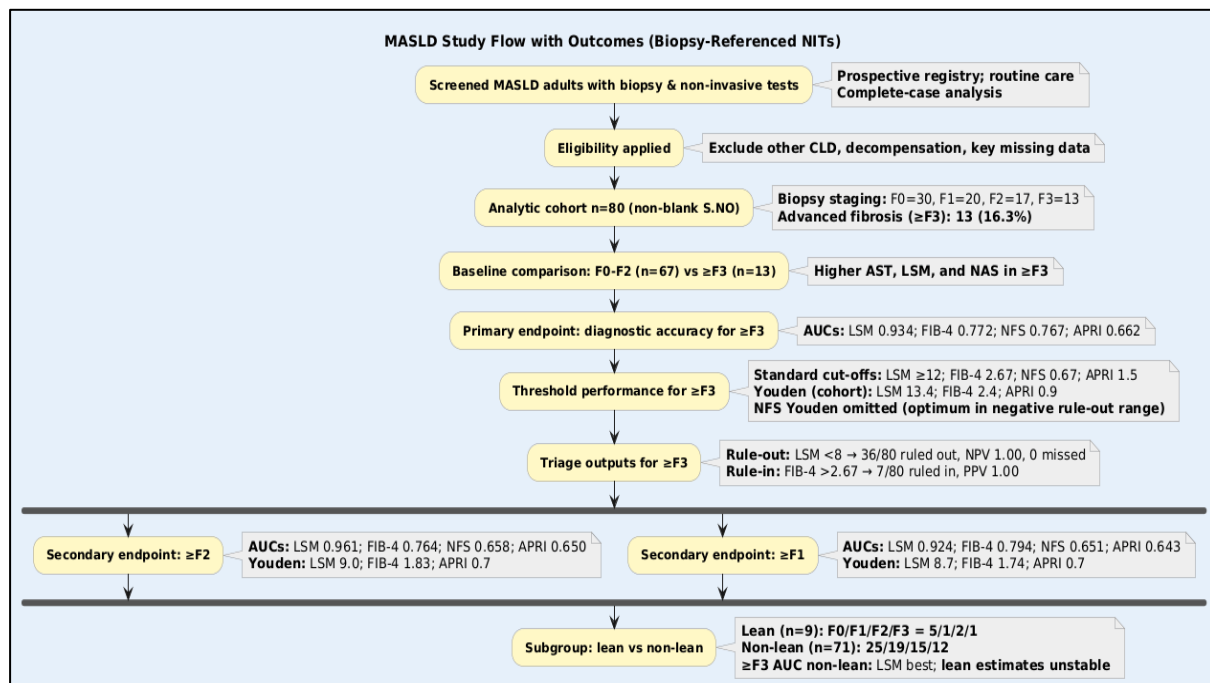 MASLD Study Flow with Outcomes (Biopsy-Referenced NITs)
Screened MASLD adults with biopsy & non-invasive tests
Prospective registry; routine care
Complete-case analysis
Eligibility applied
Exclude other CLD, decompensation, key missing data
Analytic cohort n=80 (non-blank S.NO)
Biopsy staging: F0=30, F1=20, F2=17, F3=13
Advanced fibrosis (≥F3): 13 (16.3%)
Baseline comparison: F0-F2 (n=67) vs ≥F3 (n=13)
Higher AST, LSM, and NAS in ≥F3
Primary endpoint: diagnostic accuracy for ≥F3
AUCs: LSM 0.934; FIB-4 0.772; NFS 0.767; APRI 0.662
Threshold performance for ≥F3
Standard cut-offs: LSM ≥12; FIB-4 2.67; NFS 0.67; APRI 1.5
Youden (cohort): LSM 13.4; FIB-4 2.4; APRI 0.9
NFS Youden omitted (optimum in negative rule-out range)
Triage outputs for ≥F3
Rule-out: LSM <8 → 36/80 ruled out, NPV 1.00, 0 missed
Rule-in: FIB-4 >2.67 → 7/80 ruled in, PPV 1.00
Secondary endpoint: ≥F2
AUCs: LSM 0.961; FIB-4 0.764; NFS 0.658; APRI 0.650
Youden: LSM 9.0; FIB-4 1.83; APRI 0.7
Secondary endpoint: ≥F1
AUCs: LSM 0.924; FIB-4 0.794; NFS 0.651; APRI 0.643
Youden: LSM 8.7; FIB-4 1.74; APRI 0.7
Subgroup: lean vs non-lean
Lean (n=9): F0/F1/F2/F3 = 5/1/2/1
Non-lean (n=71): 25/19/15/12
≥F3 AUC non-lean: LSM best; lean estimates unstable